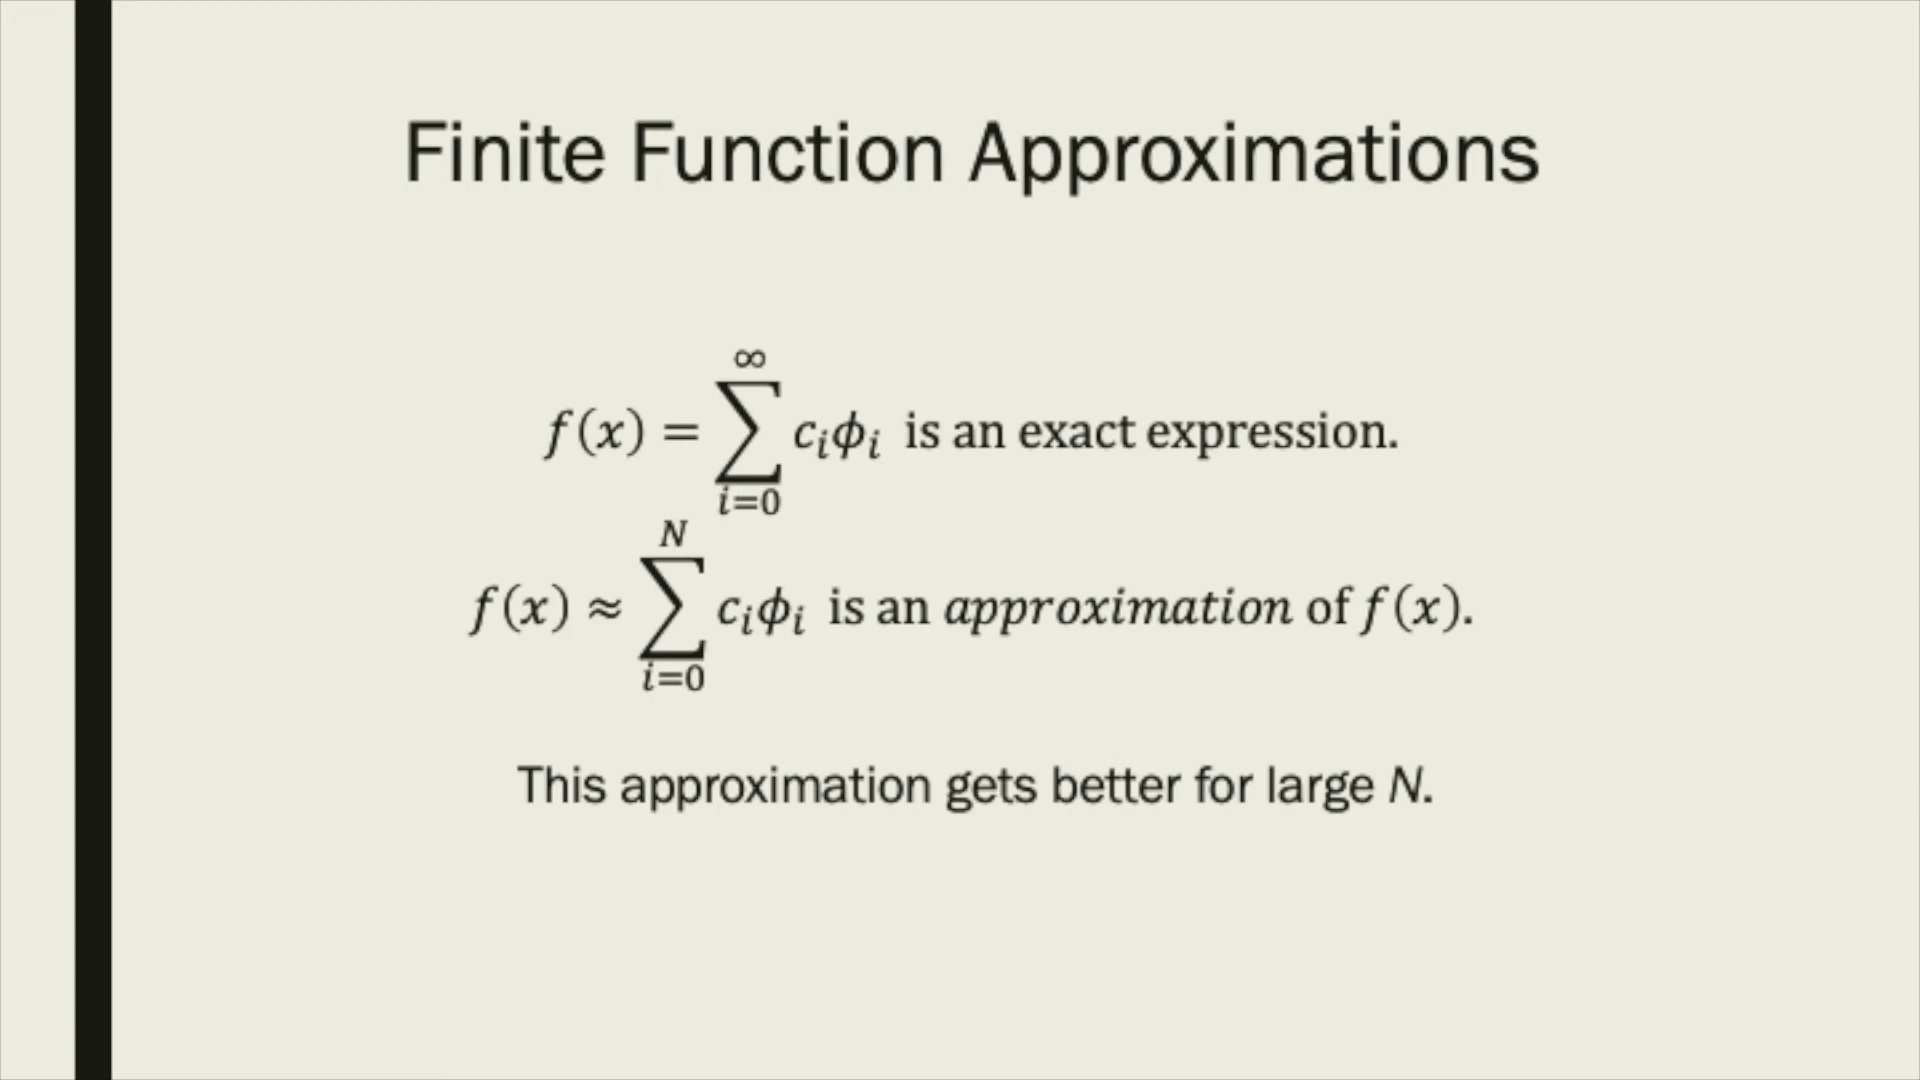 Finite Function Approximations
f(x) = ∑_{i=0}^{∞} c_i ϕ_i is an exact expression.
f(x) ≈ ∑_{i=0}^{N} c_i ϕ_i is an approximation of f(x).
This approximation gets better for large N.